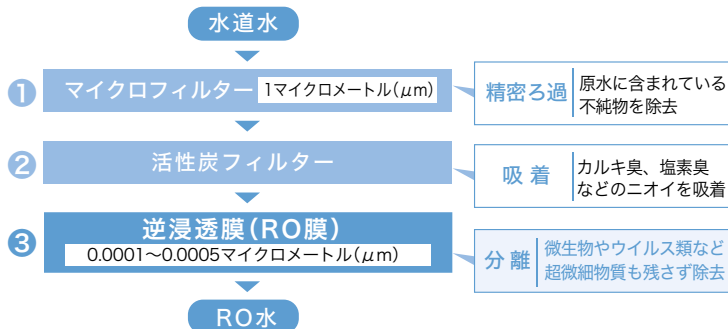 水道水
❶ マイクロフィルター 1マイクロメートル(μm)
精密ろ過 原水に含まれている
不純物を除去
❷ 活性炭フィルター
吸着 カルキ臭、塩素臭
などのニオイを吸着
❸ 逆浸透膜(RO膜)
0.0001〜0.0005マイクロメートル(μm)
分離 微生物やウイルス類など
超微細物質も残さず除去
RO水